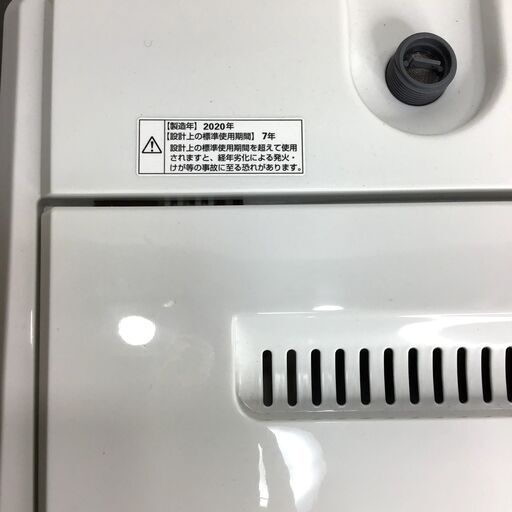 【製造年】2020年
【設計上の標準使用期間】 7年
設計上の標準使用期間を超えて使用
されますと、経年劣化による発火・
けが等の事故に至る恐れがあります。